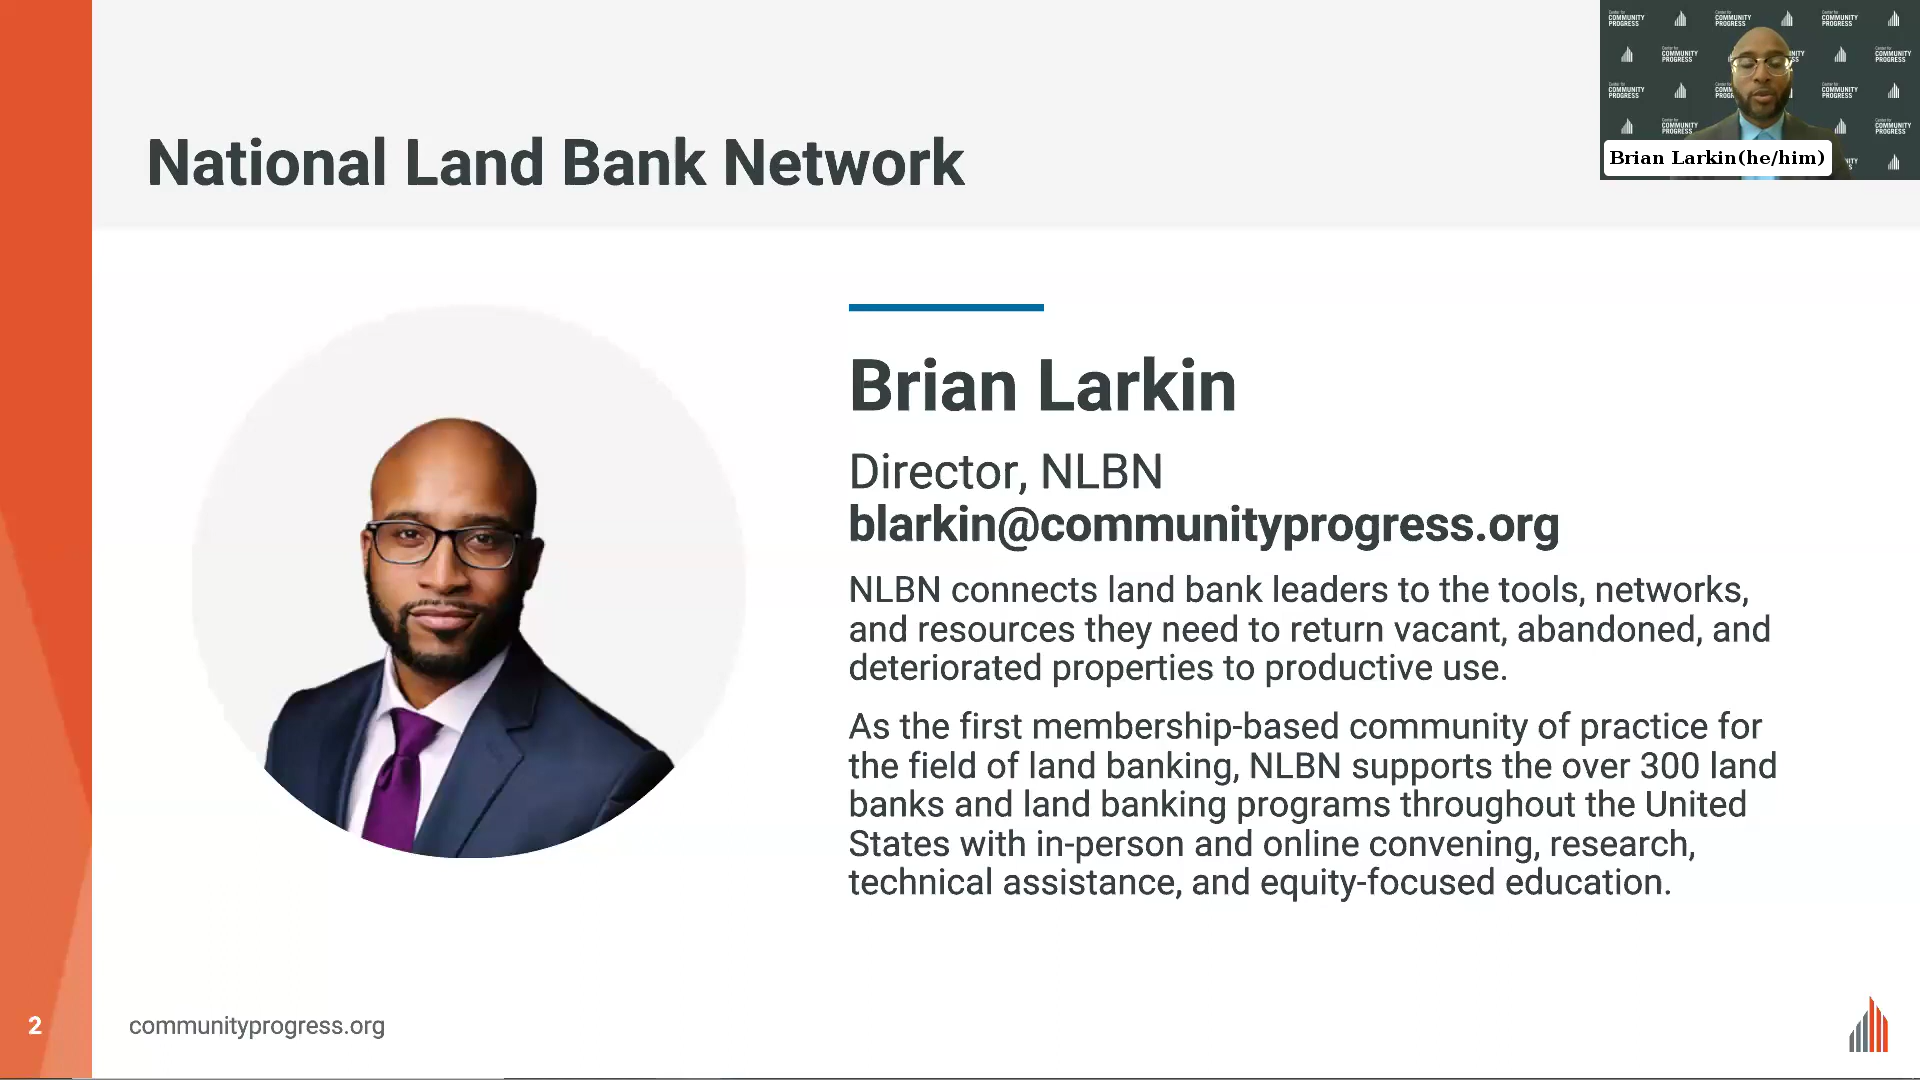 National Land Bank Network
Center for COMMUNITY PROGRESS
Brian Larkin(he/him)
Brian Larkin
Director, NLBN
blarkin@communityprogress.org
NLBN connects land bank leaders to the tools, networks,
and resources they need to return vacant, abandoned, and
deteriorated properties to productive use.
As the first membership-based community of practice for
the field of land banking, NLBN supports the over 300 land
banks and land banking programs throughout the United
States with in-person and online convening, research,
technical assistance, and equity-focused education.
2
communityprogress.org